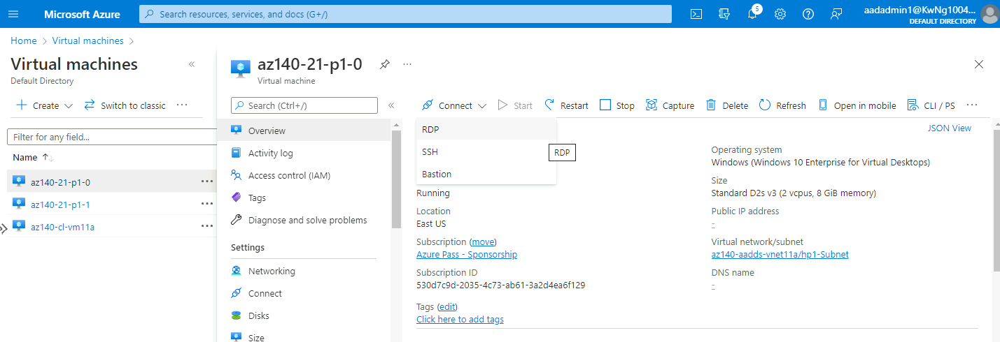 Microsoft Azure
Search resources, services, and docs (G+/)
5
aadadmin1@KwNg1004...
DEFAULT DIRECTORY
Home > Virtual machines >
Virtual machines
Default Directory
Create
Switch to classic
Filter for any field...
Name ↑↓
az140-21-p1-0
az140-21-p1-1
az140-cl-vm11a
az140-21-p1-0
Virtual machine
Search (Ctrl+/)
Overview
Activity log
Access control (IAM)
Tags
Diagnose and solve problems
Settings
Networking
Connect
Disks
Size
Connect
Start
Restart
Stop
Capture
Delete
Refresh
Open in mobile
CLI / PS
RDP
SSH
Bastion
RDP
JSON View
Running
Location
East US
Subscription (move)
Azure Pass - Sponsorship
Subscription ID
530d7c9d-2035-4c73-ab61-3a2d4ea6f129
Tags (edit)
Click here to add tags
Operating system
Windows (Windows 10 Enterprise for Virtual Desktops)
Size
Standard D2s v3 (2 vcpus, 8 GiB memory)
Public IP address
-
Virtual network/subnet
az140-aadds-vnet11a/hp1-Subnet
DNS name
-